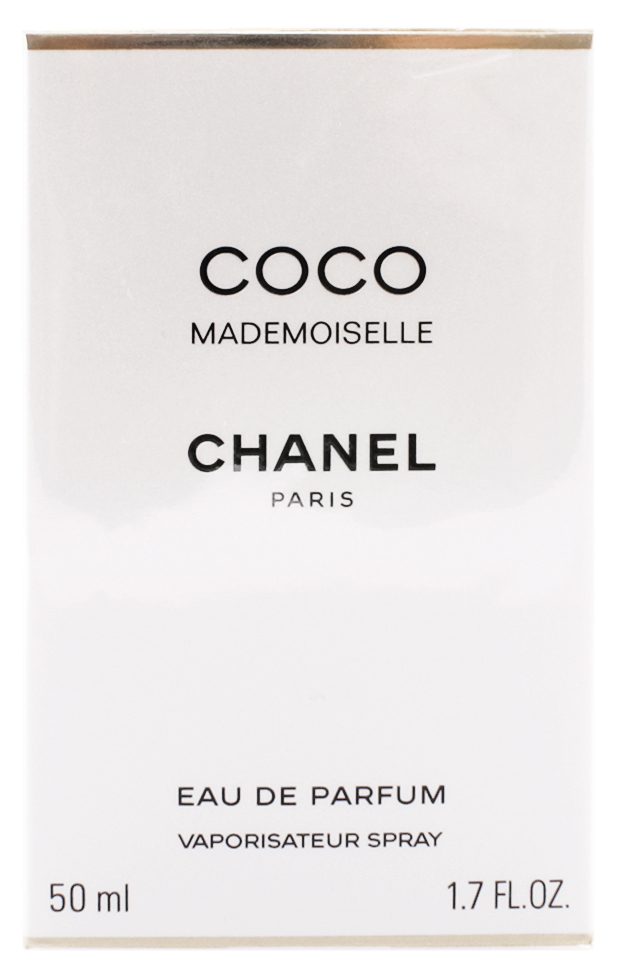 COCO
MADEMOISELLE
CHANEL
PARIS
EAU DE PARFUM
VAPORISATEUR SPRAY
50 ml 1.7 FL.OZ.